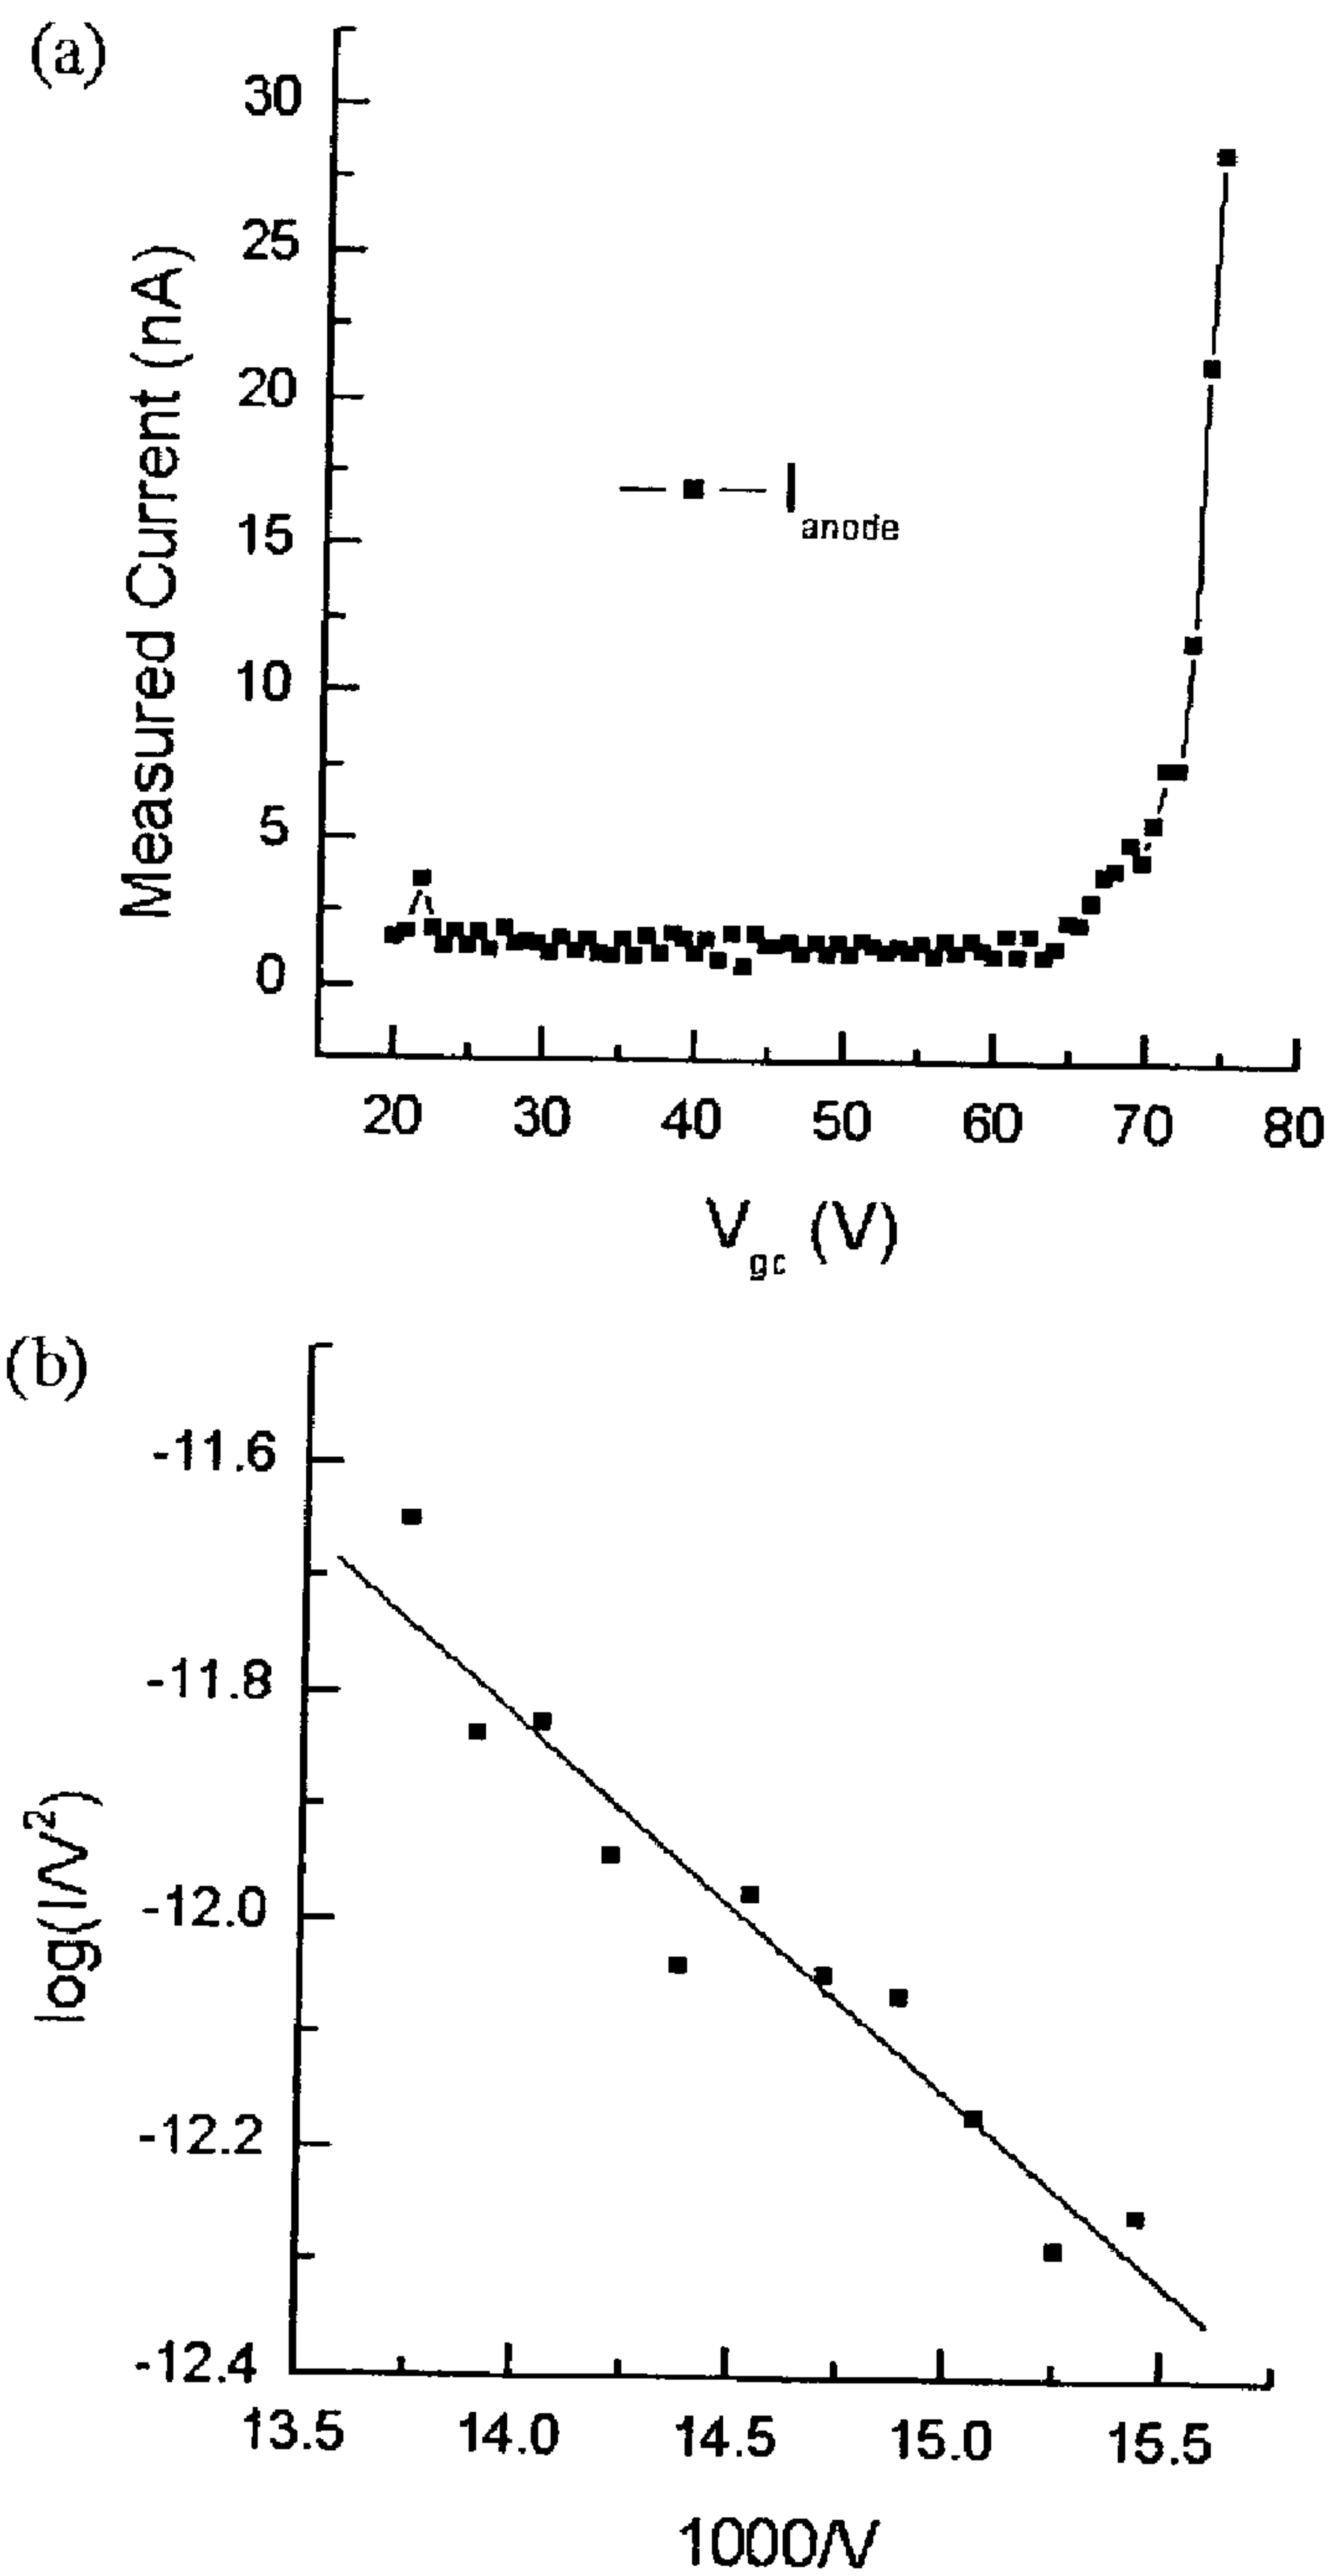 (a)
Measured Current (nA)
30
25
20
15
10
5
0
I anode
20 30 40 50 60 70 80
V gc (V)
(b)
log(I/V²)
-11.6
-11.8
-12.0
-12.2
-12.4
13.5 14.0 14.5 15.0 15.5
1000/V